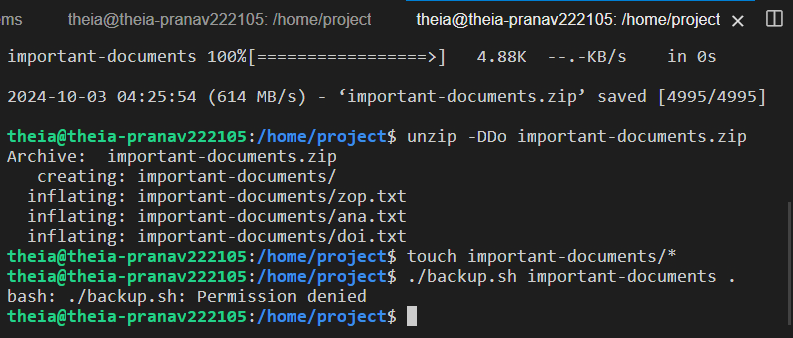 ems theia@theia-pranav222105: /home/project theia@theia-pranav222105: /home/project
important-documents 100%[=================>] 4.88K --.-KB/s in 0s
2024-10-03 04:25:54 (614 MB/s) - ‘important-documents.zip’ saved [4995/4995]
theia@theia-pranav222105:/home/project$ unzip -DDo important-documents.zip
Archive:  important-documents.zip
   creating: important-documents/
  inflating: important-documents/zop.txt
  inflating: important-documents/ana.txt
  inflating: important-documents/doi.txt
theia@theia-pranav222105:/home/project$ touch important-documents/*
theia@theia-pranav222105:/home/project$ ./backup.sh important-documents .
bash: ./backup.sh: Permission denied
theia@theia-pranav222105:/home/project$